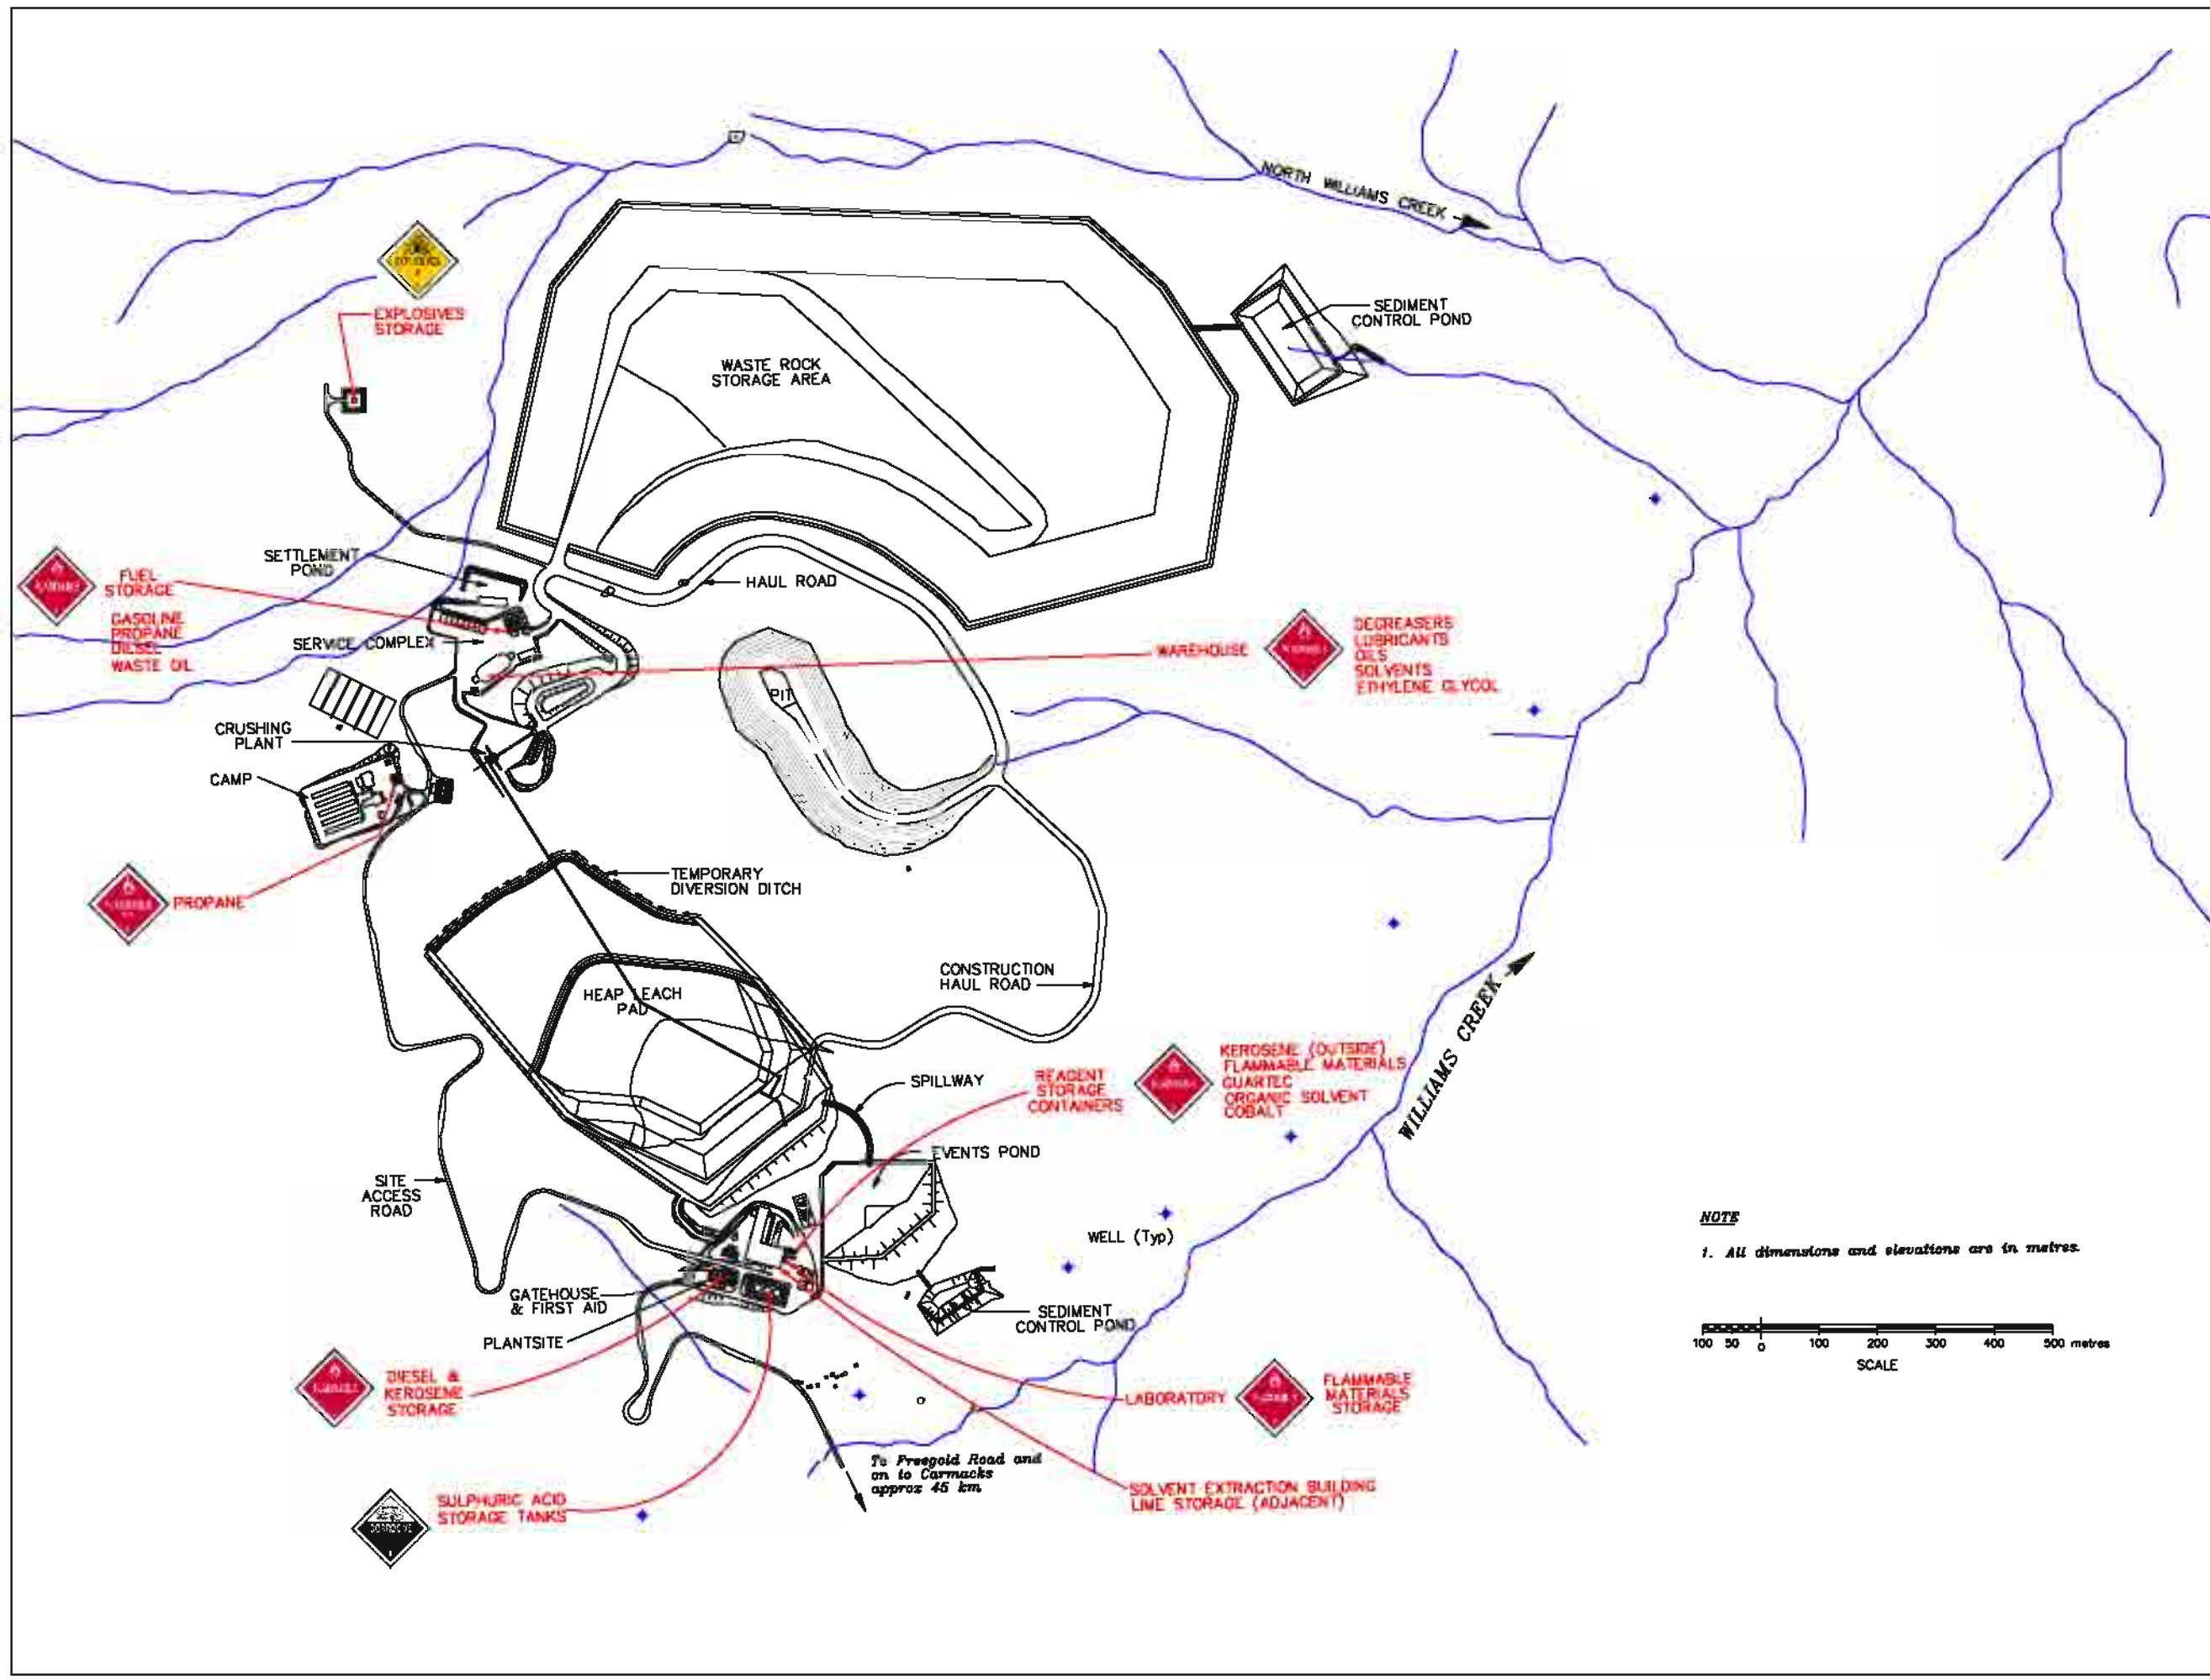 NORTH WILLIAMS CREEK
EXPLOSIVES
STORAGE
SEDIMENT
CONTROL POND
WASTE ROCK
STORAGE AREA
SETTLEMENT
POND
HAUL ROAD
FUEL
STORAGE
GASOLINE
PROPANE
DIESEL
WASTE OIL
SERVICE COMPLEX
WAREHOUSE
DEGREASERS
LUBRICANTS
OILS
SOLVENTS
ETHYLENE GLYCOL
PIT
CRUSHING
PLANT
CAMP
PROPANE
TEMPORARY
DIVERSION DITCH
HEAP LEACH
PAD
CONSTRUCTION
HAUL ROAD
WILLIAMS CREEK
SPILLWAY
REAGENT
STORAGE
CONTAINERS
KEROSENE (OUTSIDE)
FLAMMABLE MATERIALS
GUARTEC
ORGANIC SOLVENT
COBALT
EVENTS POND
SITE
ACCESS
ROAD
WELL (Typ)
GATEHOUSE
& FIRST AID
PLANTSITE
SEDIMENT
CONTROL POND
DIESEL &
KEROSENE
STORAGE
LABORATORY
FLAMMABLE
MATERIALS
STORAGE
To Freegold Road and
on to Carmacks
approx 45 km
SULPHURIC ACID
STORAGE TANKS
SOLVENT EXTRACTION BUILDING
LIME STORAGE (ADJACENT)
NOTE
1. All dimensions and elevations are in metres.
100 50 0 100 200 300 400 500 metres
SCALE